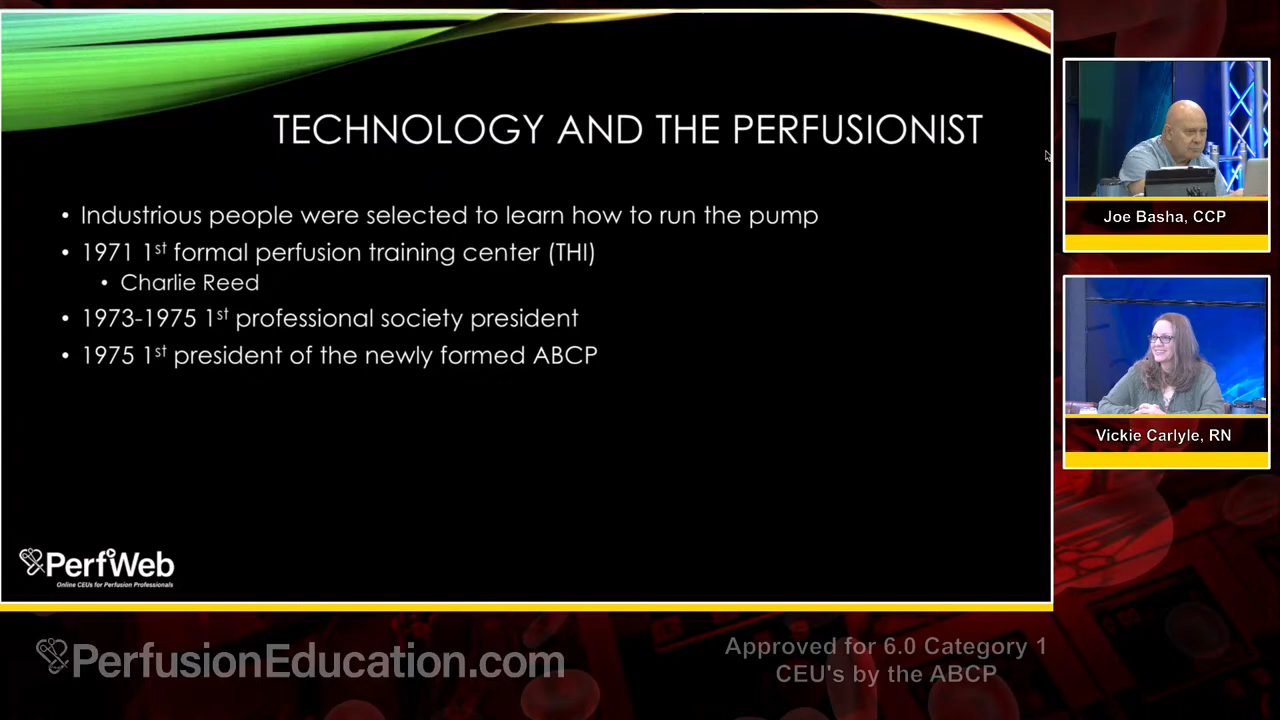 TECHNOLOGY AND THE PERFUSIONIST
• Industrious people were selected to learn how to run the pump
• 1971 1st formal perfusion training center (THI)
• Charlie Reed
• 1973-1975 1st professional society president
• 1975 1st president of the newly formed ABCP
PerfWeb
Online CEUs for Perfusion Professionals
Joe Basha, CCP
Vickie Carlyle, RN
PerfusionEducation.com
Approved for 6.0 Category 1
CEU's by the ABCP